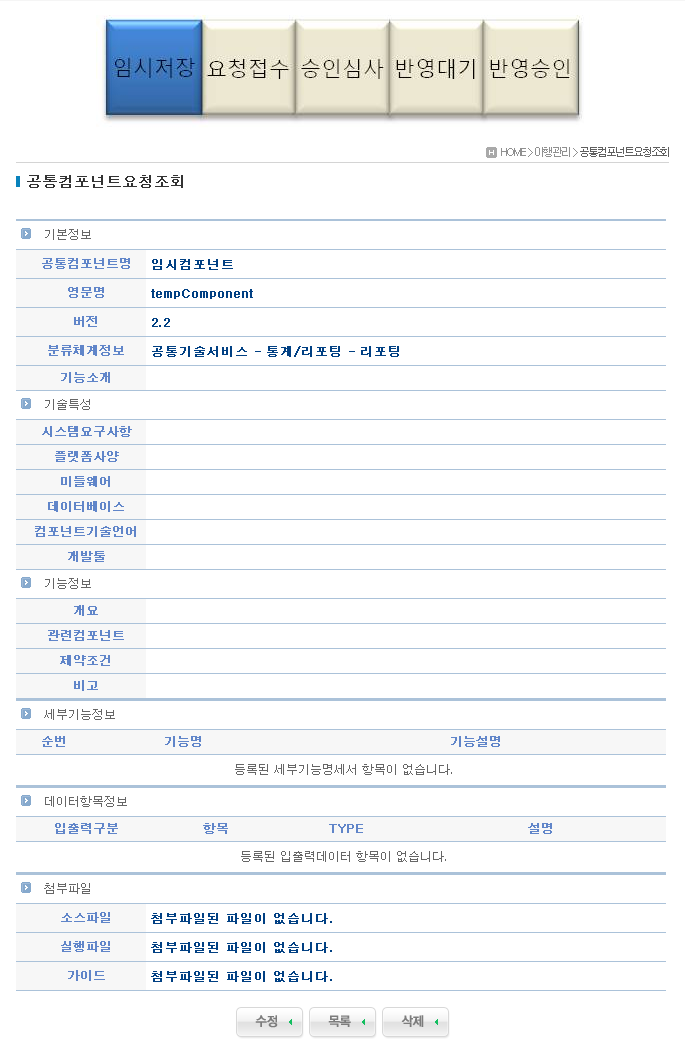 임시저장 요청접수 승인심사 반영대기 반영승인
H HOME > 이행관리 > 공통컴포넌트요청조회
공통컴포넌트요청조회
기본정보
공통컴포넌트명 임시컴포넌트
영문명 tempComponent
버전 2.2
분류체계정보 공통기술서비스 - 통계/리포팅 - 리포팅
기능소개
기술특성
시스템요구사항
플랫폼사양
미들웨어
데이터베이스
컴포넌트기술언어
개발툴
기능정보
개요
관련컴포넌트
제약조건
비고
세부기능정보
순번 기능명 기능설명
등록된 세부기능명세서 항목이 없습니다.
데이터항목정보
입출력구분 항목 TYPE 설명
등록된 입출력데이터 항목이 없습니다.
첨부파일
소스파일 첨부파일된 파일이 없습니다.
실행파일 첨부파일된 파일이 없습니다.
가이드 첨부파일된 파일이 없습니다.
수정 목록 삭제